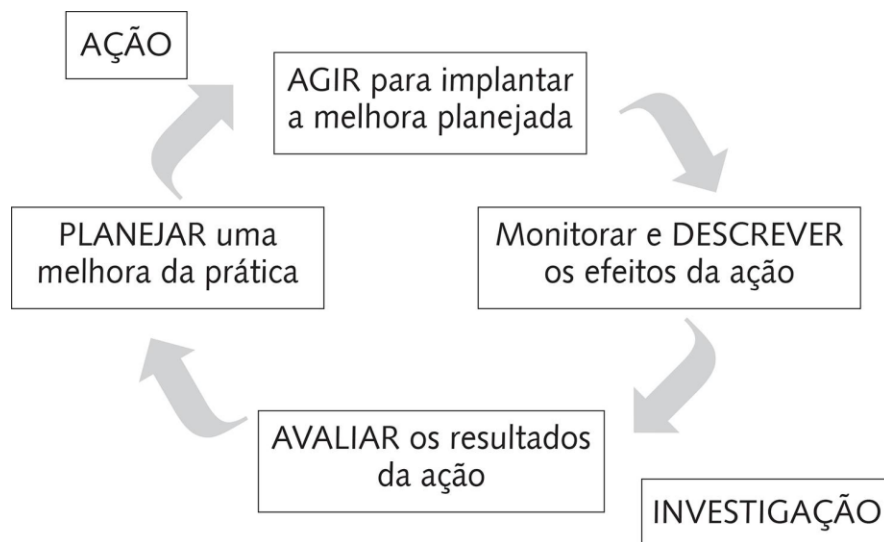 AÇÃO
AGIR para implantar
a melhora planejada
PLANEJAR uma
melhora da prática
Monitorar e DESCREVER
os efeitos da ação
AVALIAR os resultados
da ação
INVESTIGAÇÃO